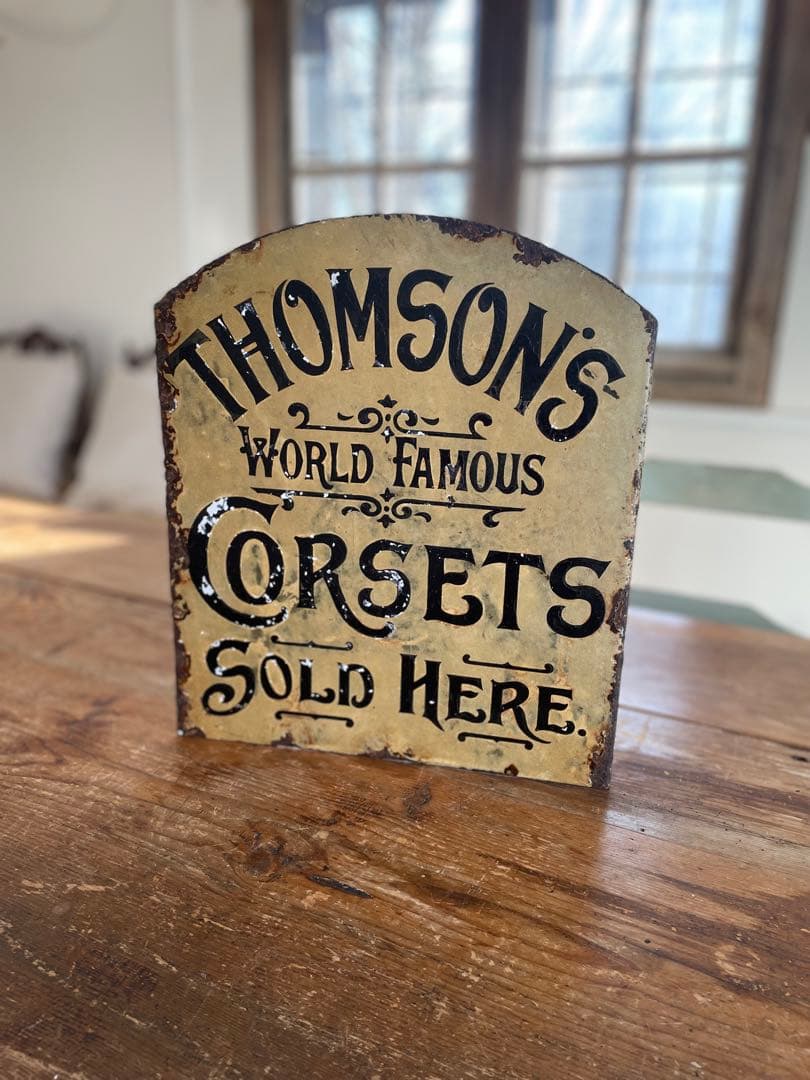 THOMSON'S
WORLD FAMOUS
CORSETS
SOLD HERE.